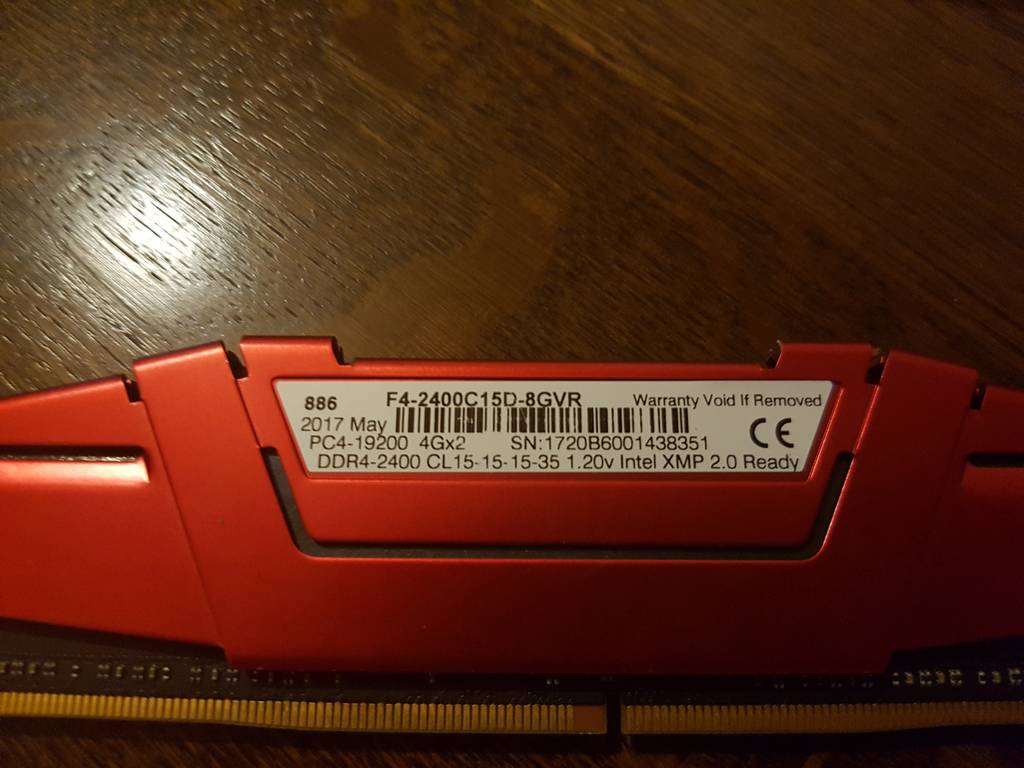 886 F4-2400C15D-8GVR Warranty Void If Removed
2017 May
PC4-19200 4Gx2 SN:1720B6001438351 CE
DDR4-2400 CL15-15-15-35 1.20v Intel XMP 2.0 Ready